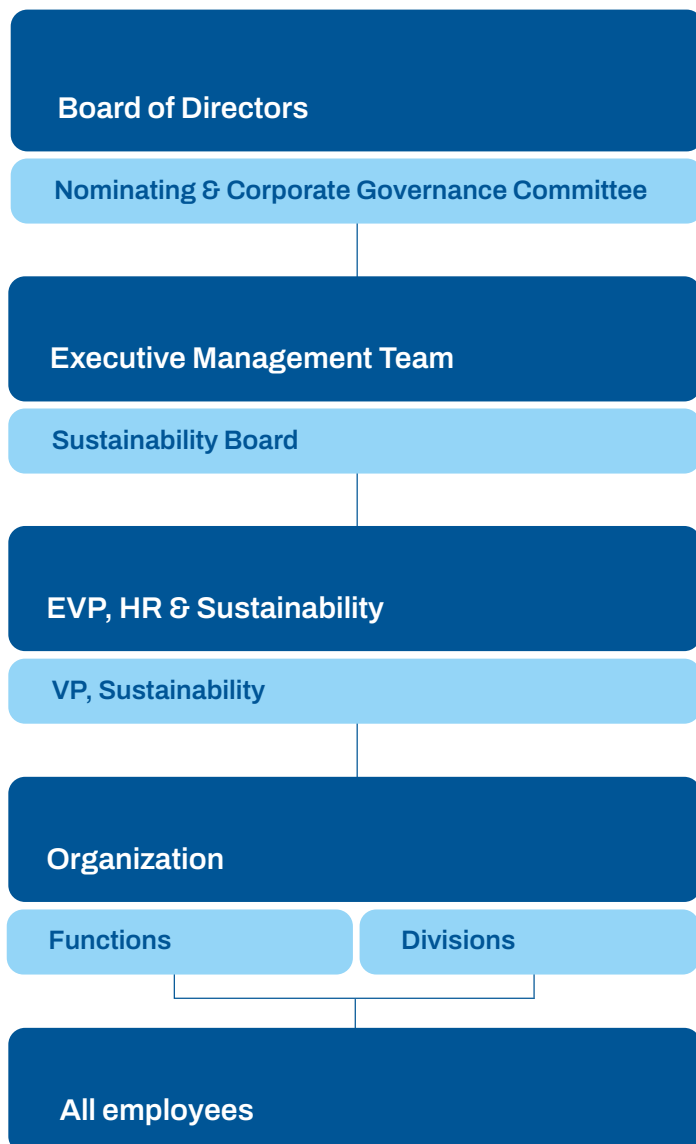 Board of Directors
Nominating & Corporate Governance Committee
Executive Management Team
Sustainability Board
EVP, HR & Sustainability
VP, Sustainability
Organization
Functions
Divisions
All employees